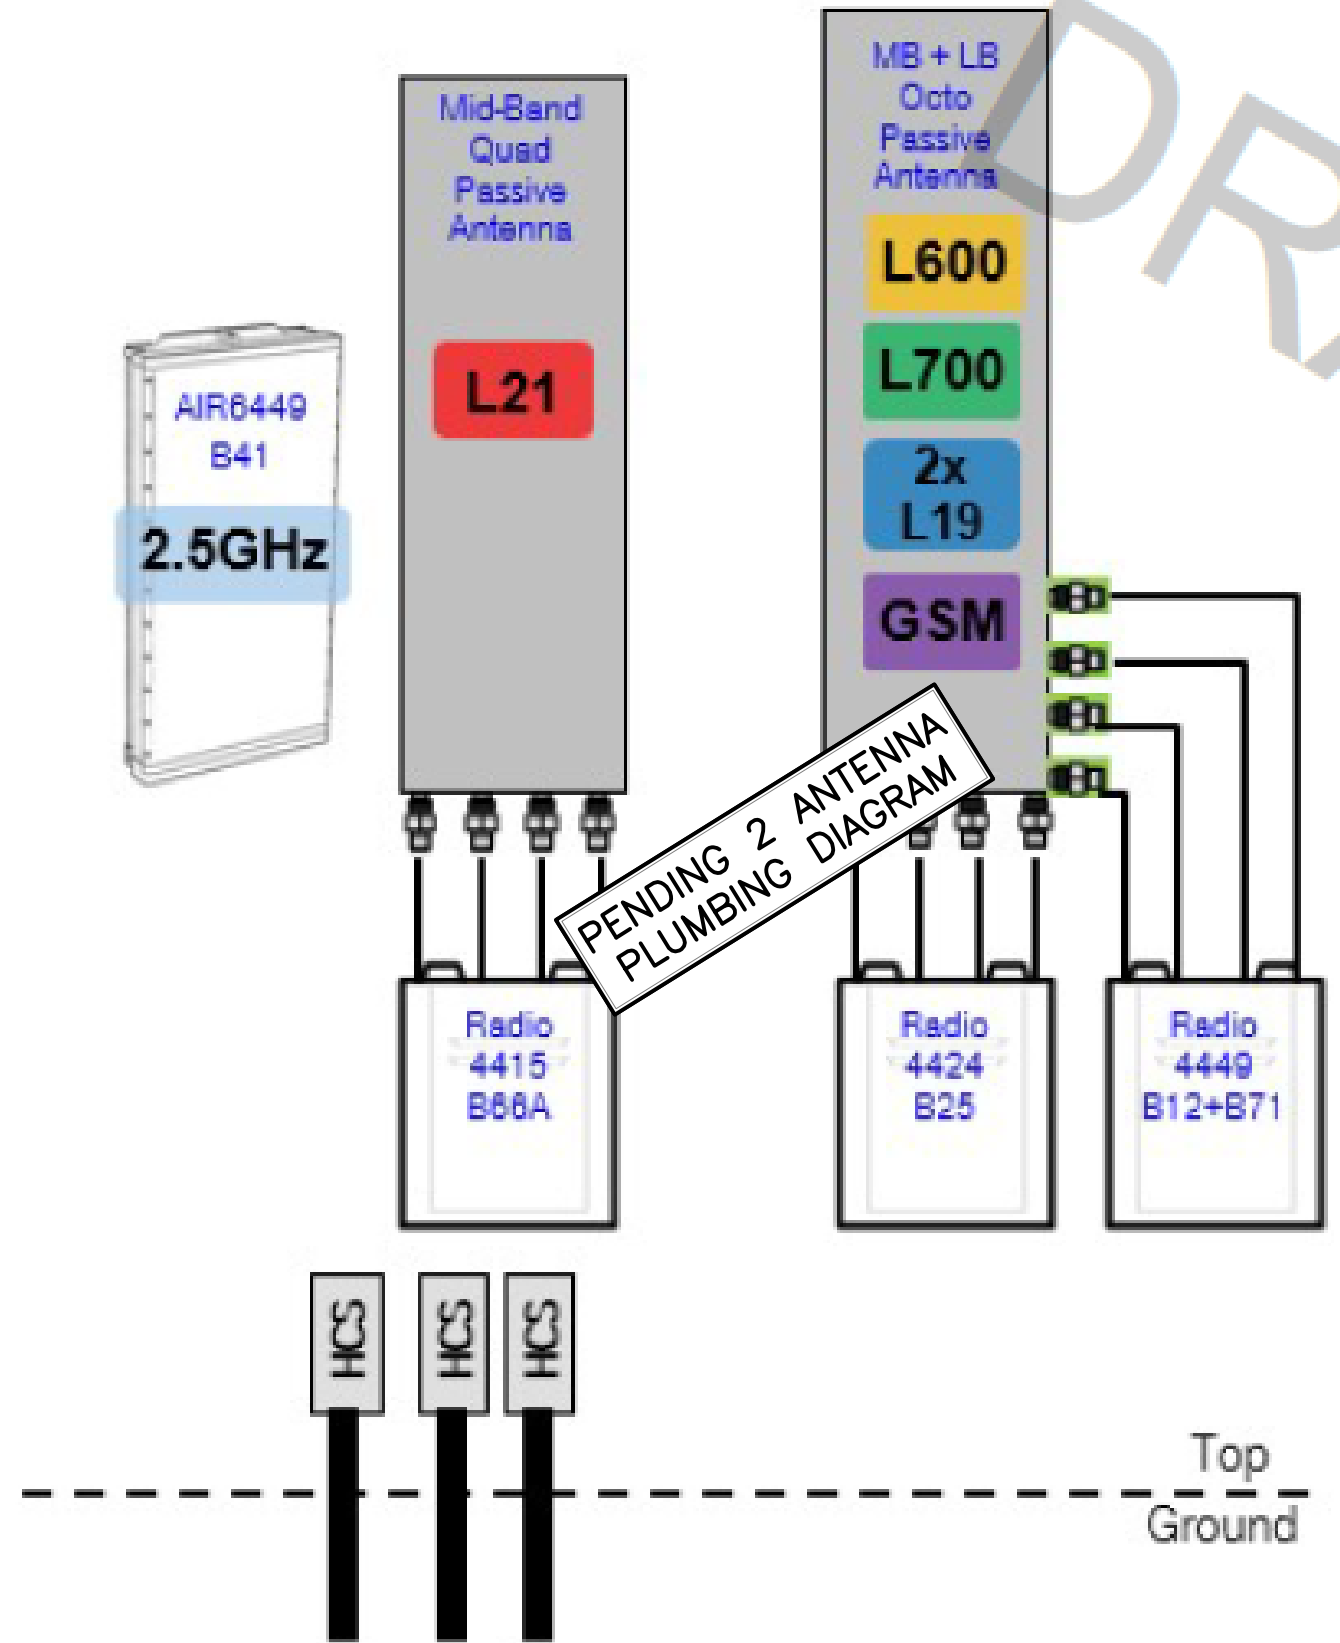 MB + LB
Octo
Passive
Antenna
Mid-Band
Quad
Passive
Antenna
L600
L700
2x
L19
GSM
L21
AIR6449
B41
2.5GHz
PENDING 2 ANTENNA
PLUMBING DIAGRAM
Radio
4415
B66A
Radio
4424
B25
Radio
4449
B12+B71
HCS
HCS
HCS
Top
Ground